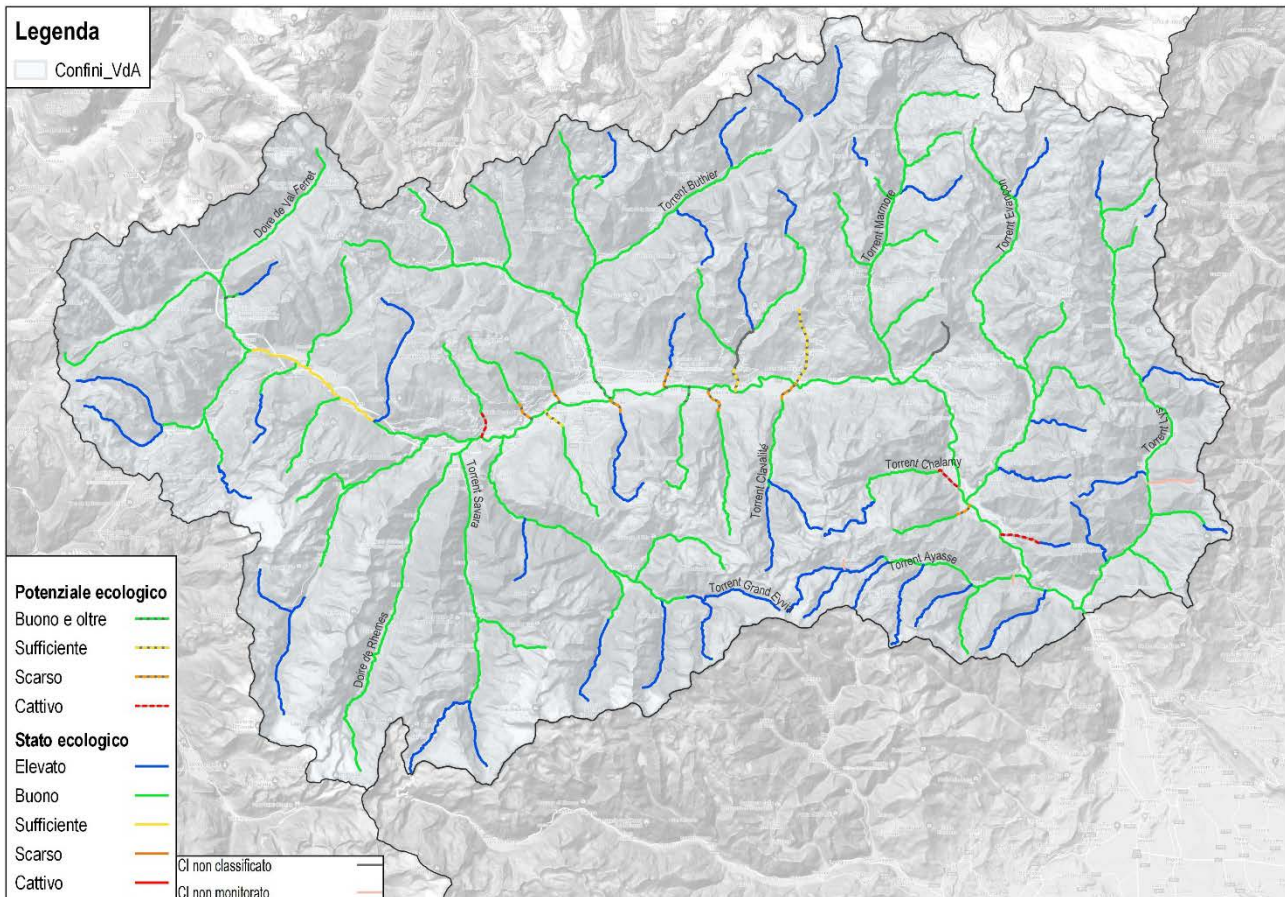 Legenda
Confini_VdA
Doire de Val Ferret
Torrent Buthier
Torrent Marmore
Torrent Evançon
Torrent Lys
Torrent Chalamy
Torrent Clavalité
Torrent Savara
Torrent Ayasse
Torrent Grand Eyvia
Doire de Rhemes
Potenziale ecologico
Buono e oltre
Sufficiente
Scarso
Cattivo
Stato ecologico
Elevato
Buono
Sufficiente
Scarso
Cattivo
CI non classificato
CI non monitorato